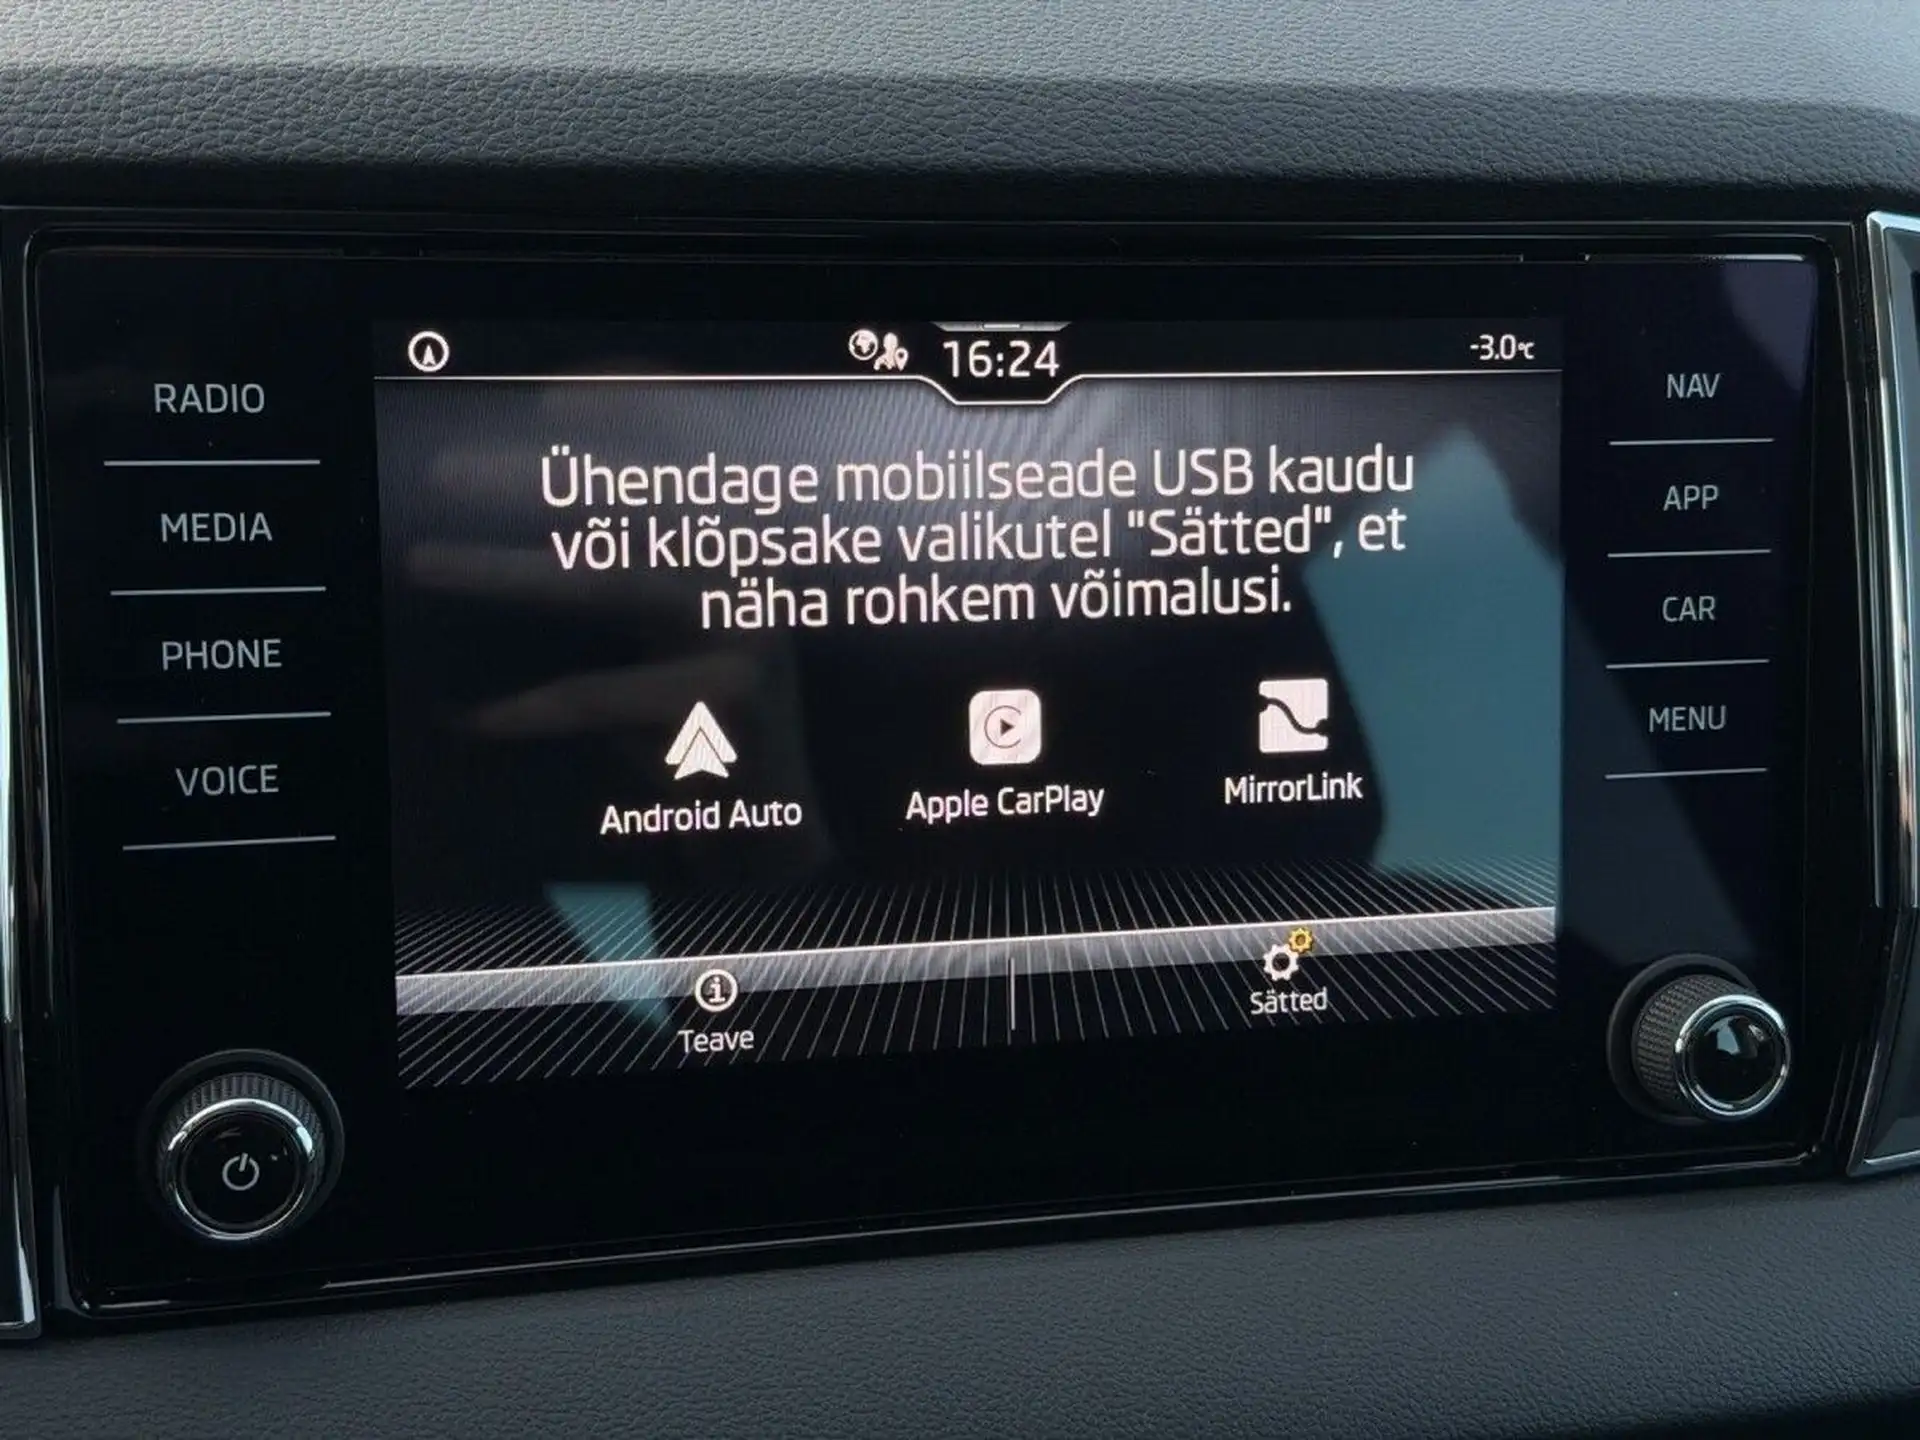 16:24
-3.0°C
RADIO
MEDIA
PHONE
VOICE
Ühendage mobiilseade USB kaudu
või klõpsake valikutel "Sätted", et
näha rohkem võimalusi.
Android Auto
Apple CarPlay
MirrorLink
Teave
Sätted
NAV
APP
CAR
MENU